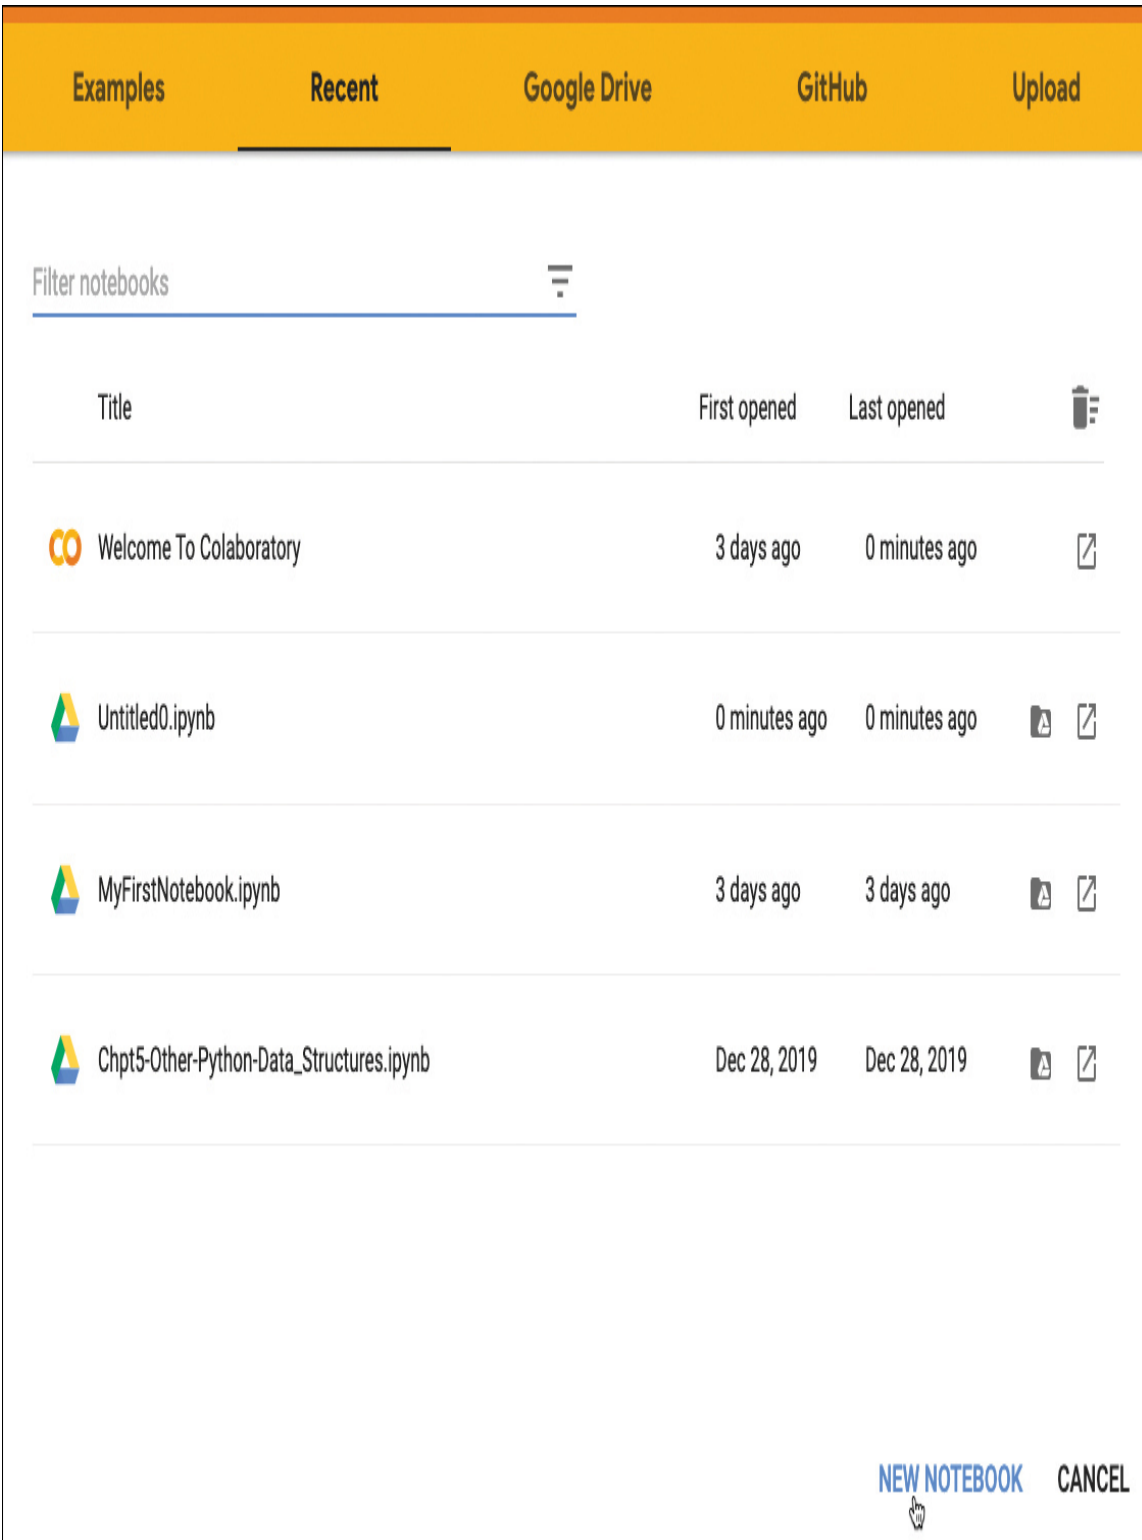 Examples Recent Google Drive GitHub Upload
Filter notebooks
Title First opened Last opened
Welcome To Colaboratory 3 days ago 0 minutes ago
Untitled0.ipynb 0 minutes ago 0 minutes ago
MyFirstNotebook.ipynb 3 days ago 3 days ago
Chpt5-Other-Python-Data_Structures.ipynb Dec 28, 2019 Dec 28, 2019
NEW NOTEBOOK CANCEL